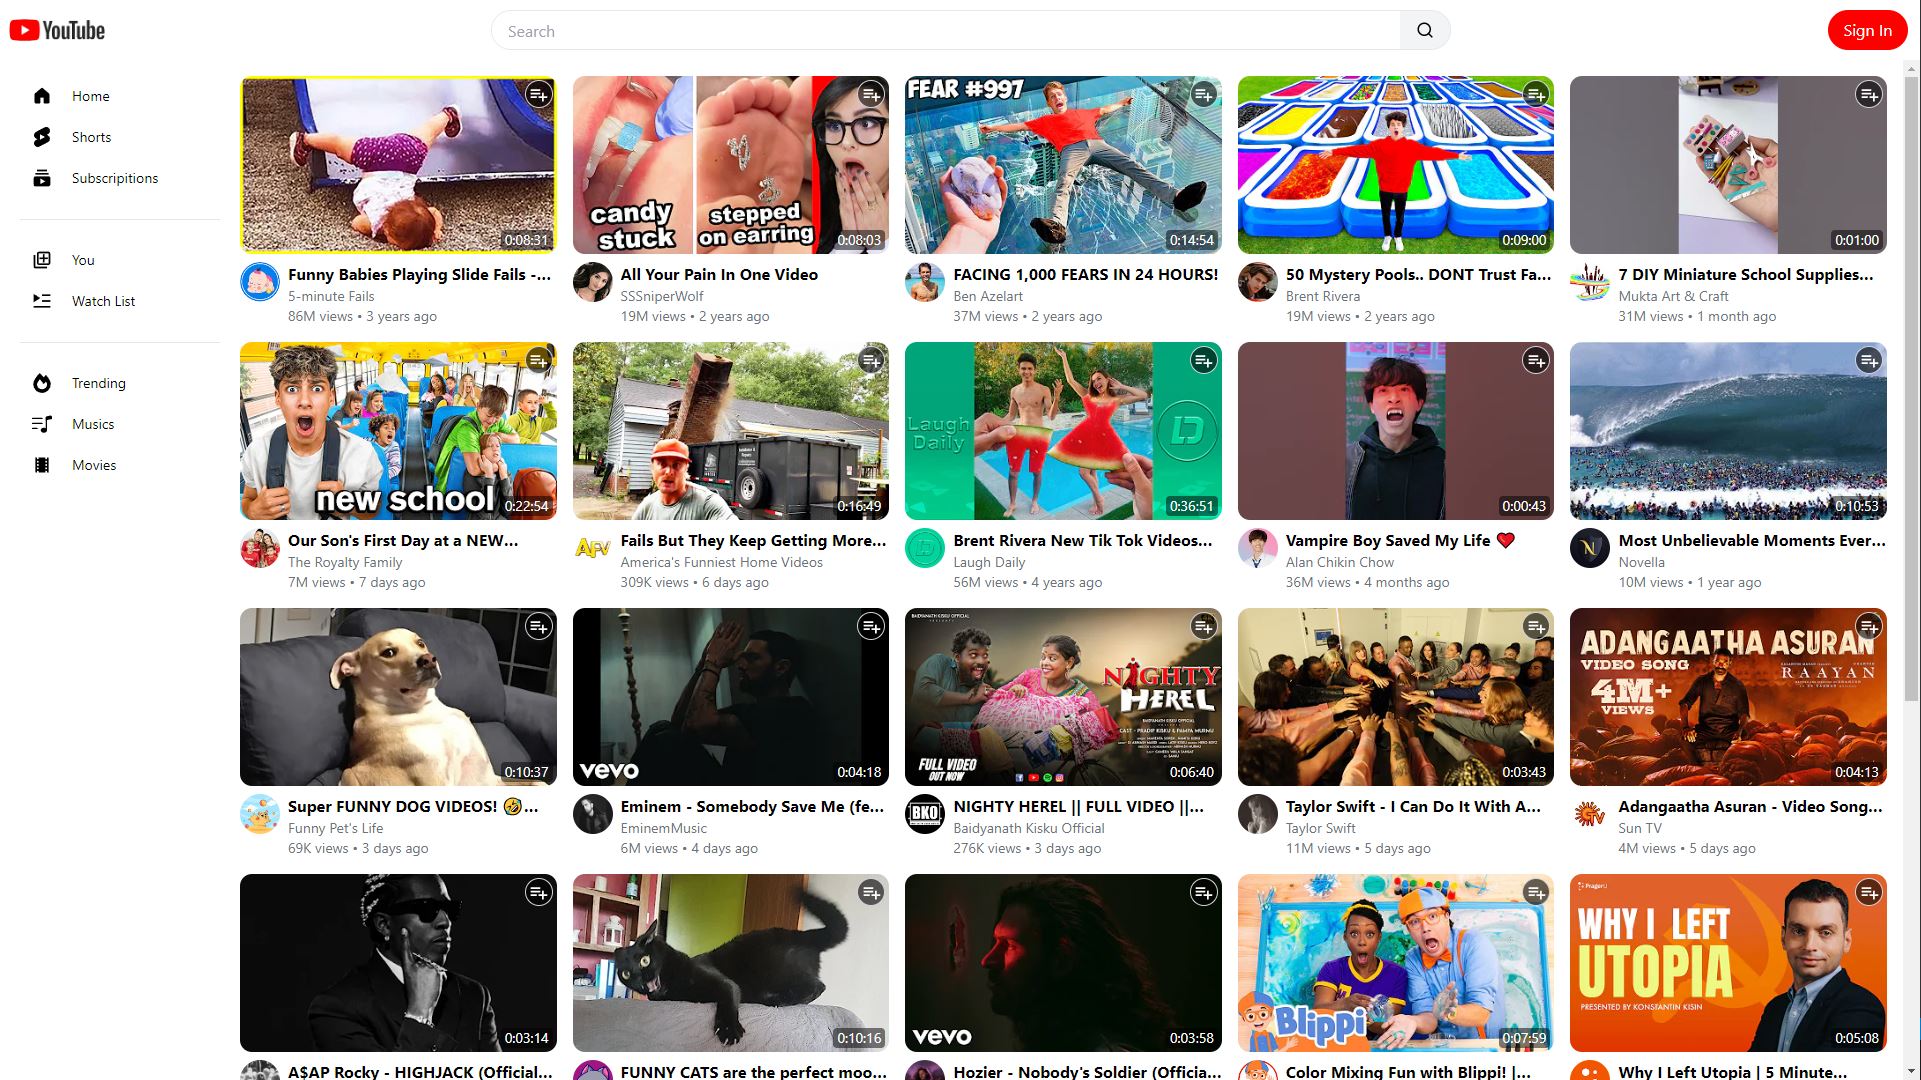 YouTube
Search
Sign In
Home
Shorts
Subscripitions
You
Watch List
Trending
Musics
Movies
0:08:31
Funny Babies Playing Slide Fails -...
5-minute Fails
86M views • 3 years ago
candy
stuck
stepped
on earring
0:08:03
All Your Pain In One Video
SSSniperWolf
19M views • 2 years ago
FEAR #997
0:14:54
FACING 1,000 FEARS IN 24 HOURS!
Ben Azelart
37M views • 2 years ago
0:09:00
50 Mystery Pools.. DONT Trust Fa...
Brent Rivera
19M views • 2 years ago
0:01:00
7 DIY Miniature School Supplies...
Mukta Art & Craft
31M views • 1 month ago
new school
0:22:54
Our Son's First Day at a NEW...
The Royalty Family
7M views • 7 days ago
0:16:49
AFV
Fails But They Keep Getting More...
America's Funniest Home Videos
309K views • 6 days ago
Laugh
Daily
LD
0:36:51
Brent Rivera New Tik Tok Videos...
Laugh Daily
56M views • 4 years ago
0:00:43
Vampire Boy Saved My Life ❤️
Alan Chikin Chow
36M views • 4 months ago
0:10:53
N
Most Unbelievable Moments Ever...
Novella
10M views • 1 year ago
0:10:37
Super FUNNY DOG VIDEOS! 🤣...
Funny Pet's Life
69K views • 3 days ago
vevo
0:04:18
Eminem - Somebody Save Me (fe...
EminemMusic
6M views • 4 days ago
BAIDYANATH KISKU OFFICIAL
NIGHTY
HEREL
BAIDYANATH KISKU OFFICIAL
CAST - PRADIP KISKU & PAMPA MURMU
FULL VIDEO
OUT NOW
0:06:40
BKO
NIGHTY HEREL || FULL VIDEO ||...
Baidyanath Kisku Official
276K views • 3 days ago
0:03:43
Taylor Swift - I Can Do It With A...
Taylor Swift
11M views • 5 days ago
ADANGAATHA ASURAN
VIDEO SONG
RAAYAN
4M+
VIEWS
0:04:13
Adangaatha Asuran - Video Song...
Sun TV
4M views • 5 days ago
0:03:14
A$AP Rocky - HIGHJACK (Official...
0:10:16
FUNNY CATS are the perfect moo...
vevo
0:03:58
Hozier - Nobody's Soldier (Officia...
Blippi
0:07:59
Color Mixing Fun with Blippi! |...
PragerU
WHY I LEFT
UTOPIA
PRESENTED BY KONSTANTIN KISIN
0:05:08
Why I Left Utopia | 5 Minute...